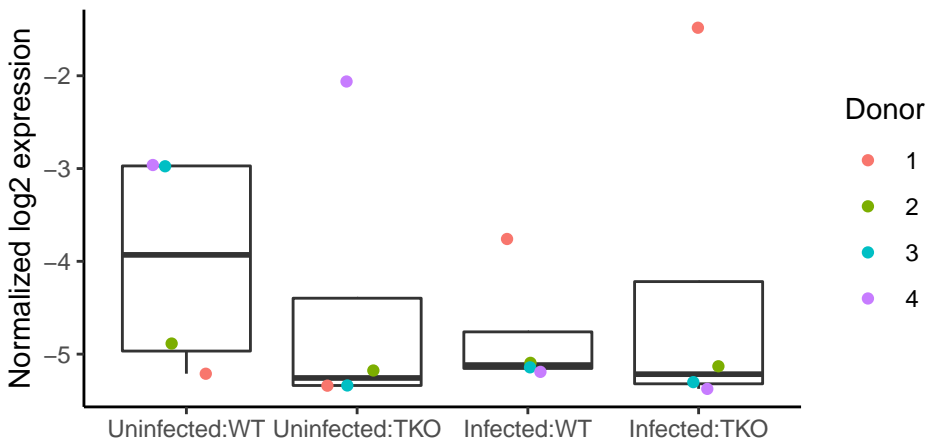 Normalized log2 expression
−2
−3
−4
−5
Uninfected:WT
Uninfected:TKO
Infected:WT
Infected:TKO
Donor
1
2
3
4